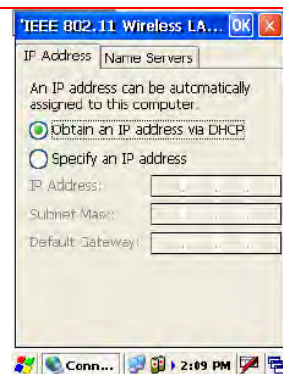 'IEEE 802.11 Wireless LA... OK
IP Address Name Servers
An IP address can be automatically
assigned to this computer.
Obtain an IP address via DHCP
Specify an IP address
IP Address:
Subnet Mask:
Default Gateway:
Conn... 2:09 PM